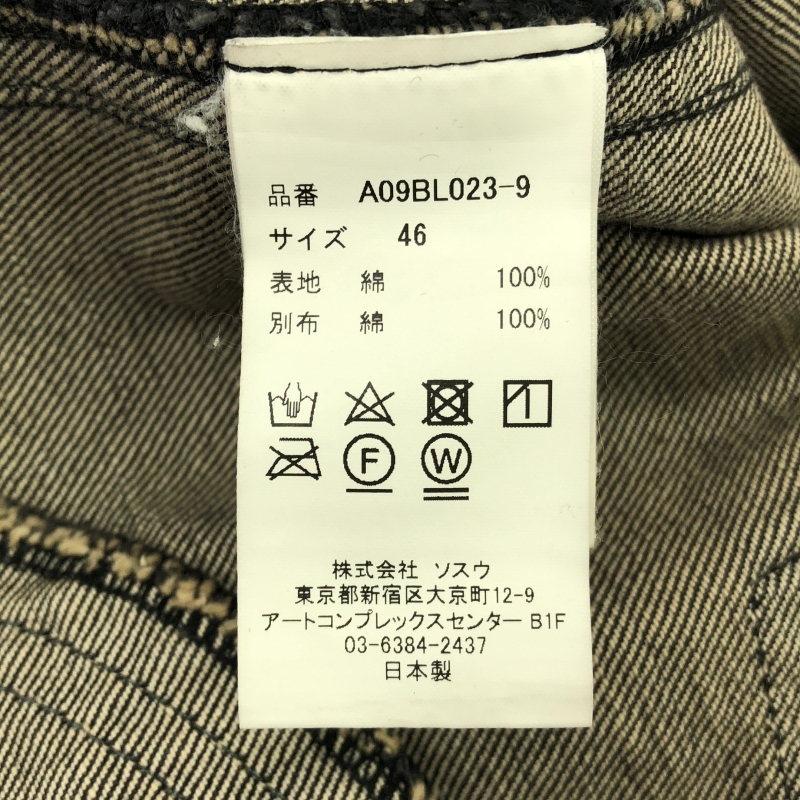 品番 A09BL023-9
サイズ 46
表地 綿 100%
別布 綿 100%
F W
株式会社 ソスウ
東京都新宿区大京町12-9
アートコンプレックスセンター B1F
03-6384-2437
日本製